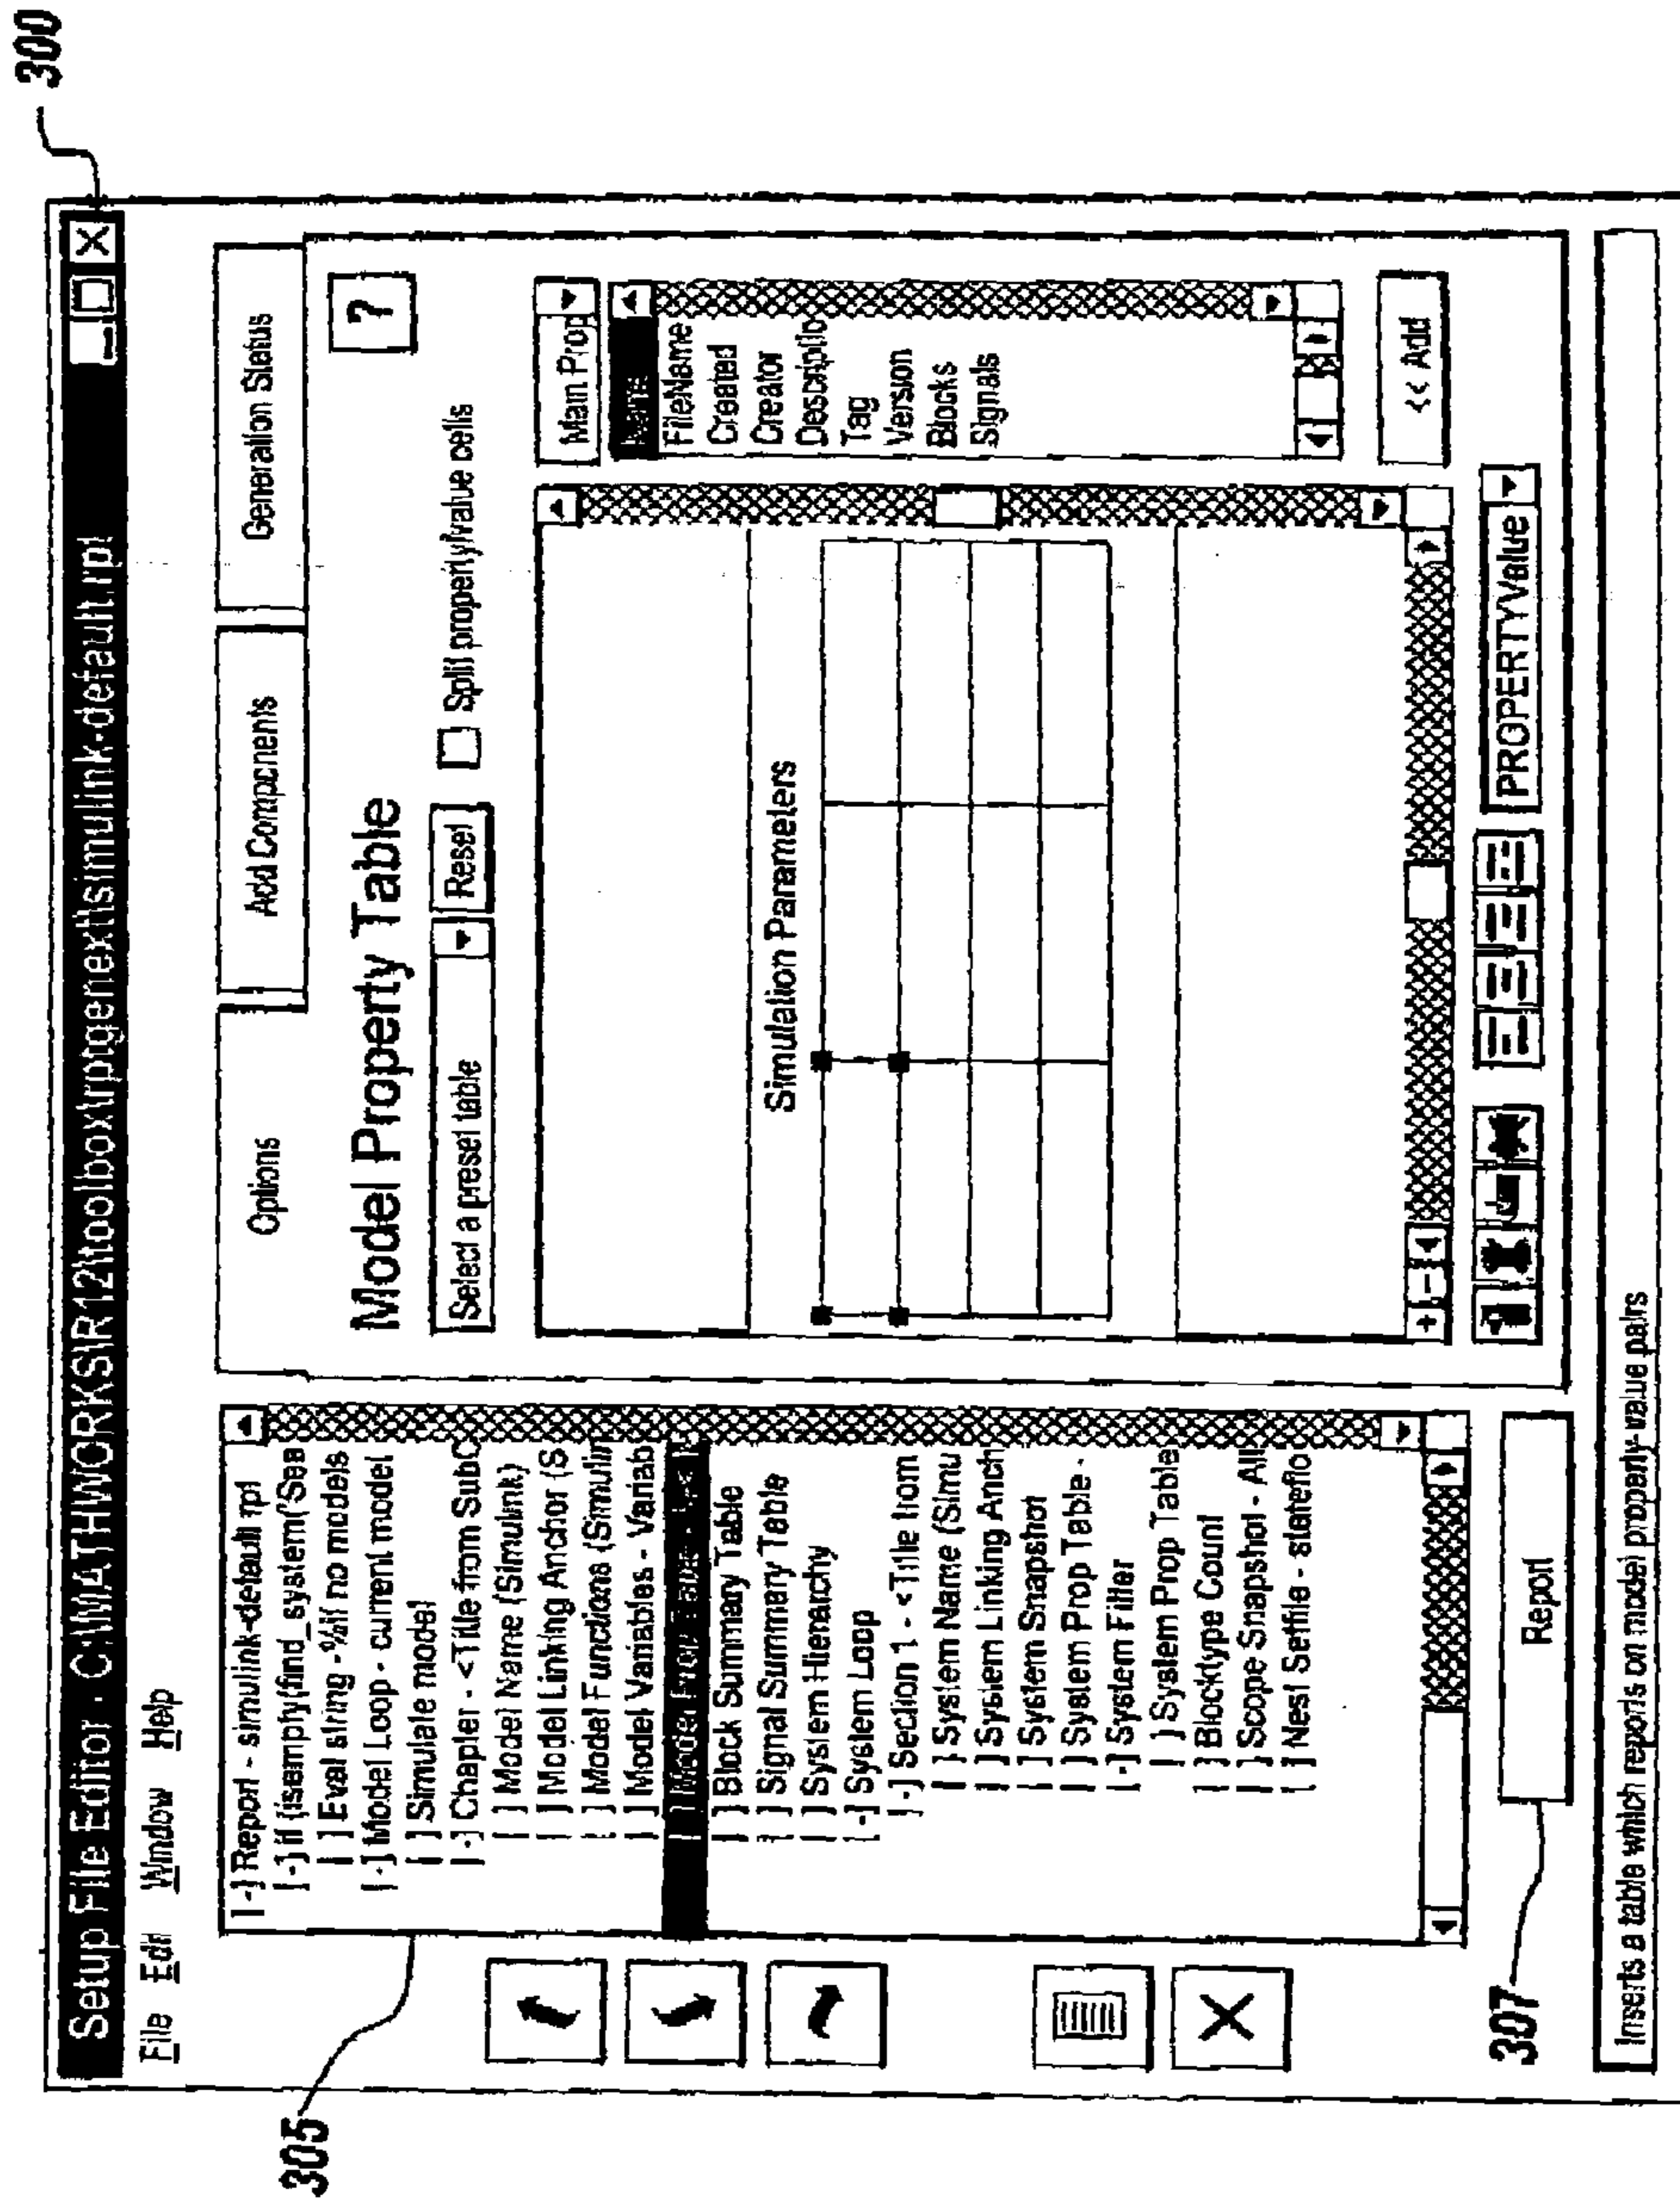 300
Setup File Editor - C:\MATHWORKS\R12\toolbox\rptgenext\simulink-default.rpt
File Edit Window Help
305
[-] Report - simulink-default rpt
[-] if (isempty(find_system('Sea
[ ] Eval string -%if no models
[-] Model Loop - current model
[ ] Simulate model
[-] Chapter - <Title from SubC
[ ] Model Name (Simulink)
[ ] Model Linking Anchor (S
[ ] Model Functions (Simulin
[ ] Model Variables - Variab
[ ] Model Prop Table -
[ ] Block Summary Table
[ ] Signal Summary Table
[ ] System Hierarchy
[-] System Loop
[-] Section 1 - <Title from
[ ] System Name (Simu
[ ] System Linking Anch
[ ] System Snapshot
[ ] System Prop Table -
[-] System Filter
[ ] System Prop Table
[ ] Blocktype Count
[ ] Scope Snapshot - All
[ ] Nest Setfile - stateflo
307
Report
Options
Add Components
Generation Status
Model Property Table
?
Select a preset table
Reset
Split property/value cells
Simulation Parameters
Main Prop
Name
FileName
Created
Creator
Descriptio
Tag
Version
Blocks
Signals
<< Add
PROPERTYValue
Inserts a table which reports on model property-value pairs